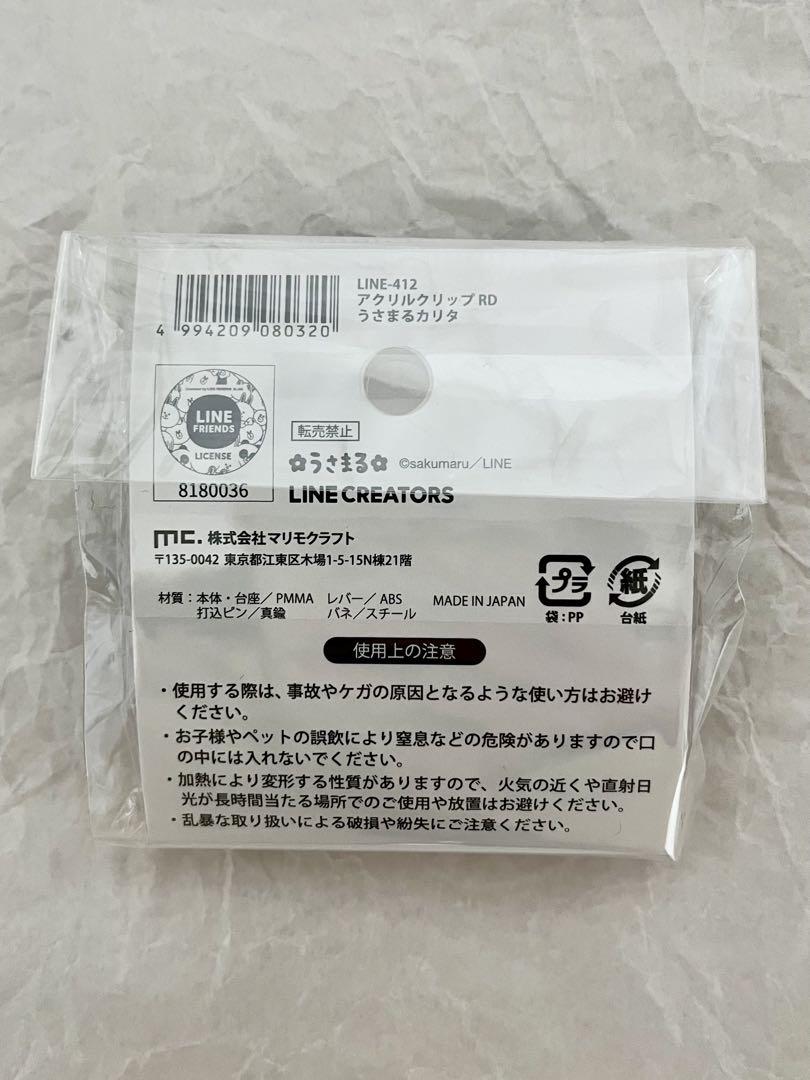 LINE-412
アクリルクリップ RD
うさまるカリタ
4 994209 080320
LINE
FRIENDS
LICENSE
8180036
転売禁止
✿うさまる✿ ©sakumaru／LINE
LINE CREATORS
mc. 株式会社マリモクラフト
〒135-0042 東京都江東区木場1-5-15N棟21階
材質：本体・台座／PMMA レバー／ABS MADE IN JAPAN
打込ピン／真鍮 バネ／スチール
プラ
袋：PP
紙
台紙
使用上の注意
・使用する際は、事故やケガの原因となるような使い方はお避け
ください。
・お子様やペットの誤飲により窒息などの危険がありますので口
の中には入れないでください。
・加熱により変形する性質がありますので、火気の近くや直射日
光が長時間当たる場所でのご使用や放置はお避けください。
・乱暴な取り扱いによる破損や紛失にご注意ください。